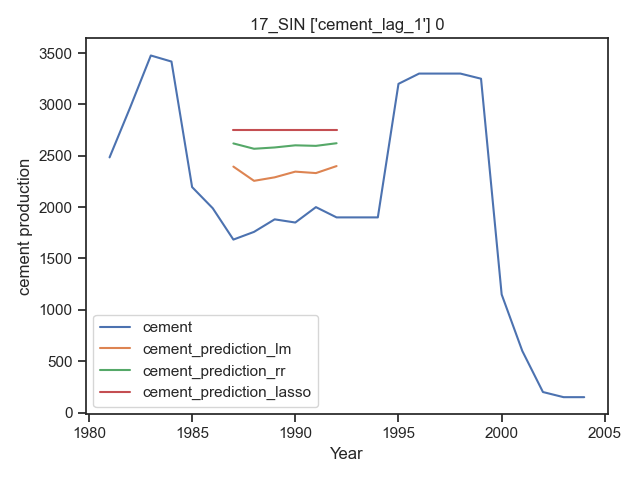 17_SIN ['cement_lag_1'] 0
cement production
3500
3000
2500
2000
1500
1000
500
0
cement
cement_prediction_lm
cement_prediction_rr
cement_prediction_lasso
1980 1985 1990 1995 2000 2005
Year